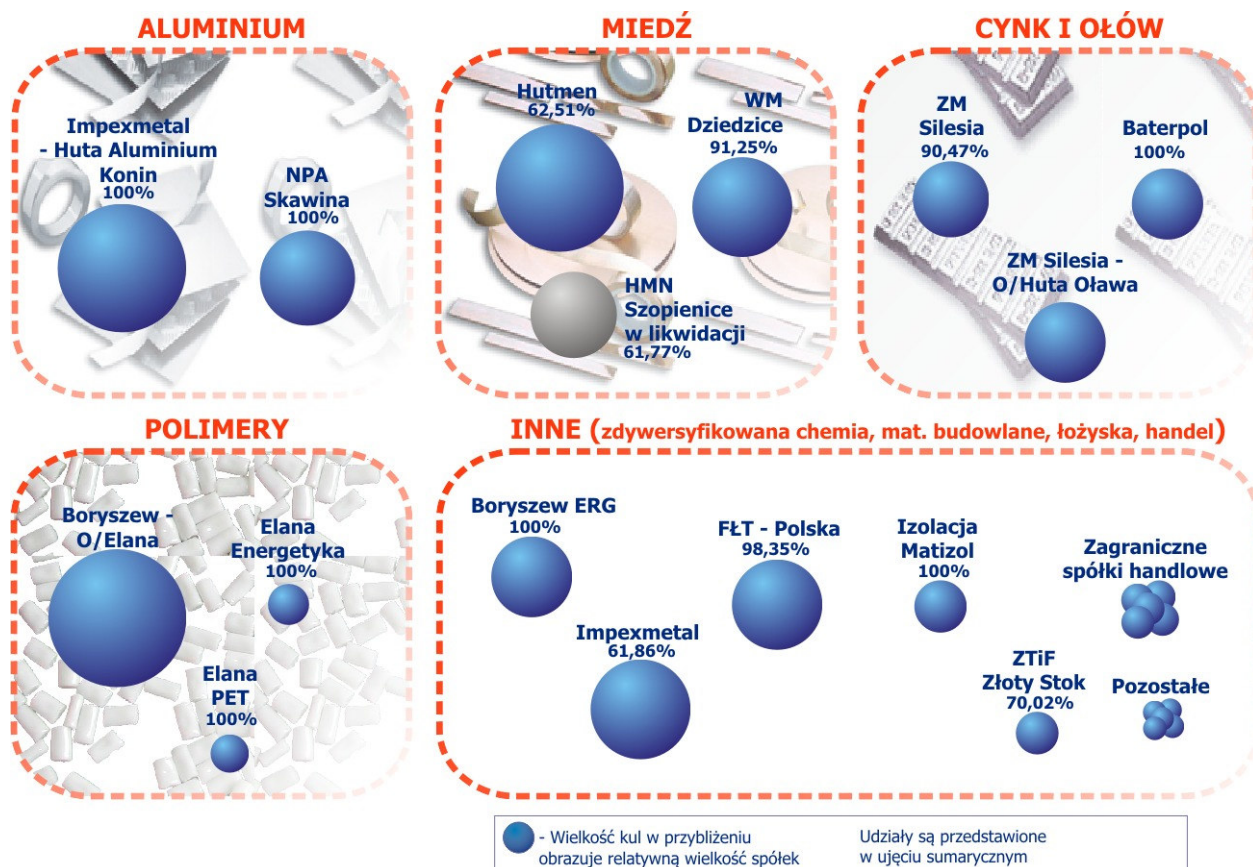 ALUMINIUM
Impexmetal
- Huta Aluminium
Konin
100%
NPA
Skawina
100%
MIEDŹ
Hutmen
62,51%
WM
Dziedzice
91,25%
HMN
Szopienice
w likwidacji
61,77%
CYNK I OŁÓW
ZM
Silesia
90,47%
Baterpol
100%
ZM Silesia -
O/Huta Oława
POLIMERY
Boryszew -
O/Elana
Elana
Energetyka
100%
Elana
PET
100%
INNE (zdywersyfikowana chemia, mat. budowlane, łożyska, handel)
Boryszew ERG
100%
Impexmetal
61,86%
FŁT - Polska
98,35%
Izolacja
Matizol
100%
Zagraniczne
spółki handlowe
ZTiF
Złoty Stok
70,02%
Pozostałe
- Wielkość kul w przybliżeniu
obrazuje relatywną wielkość spółek
Udziały są przedstawione
w ujęciu sumarycznym